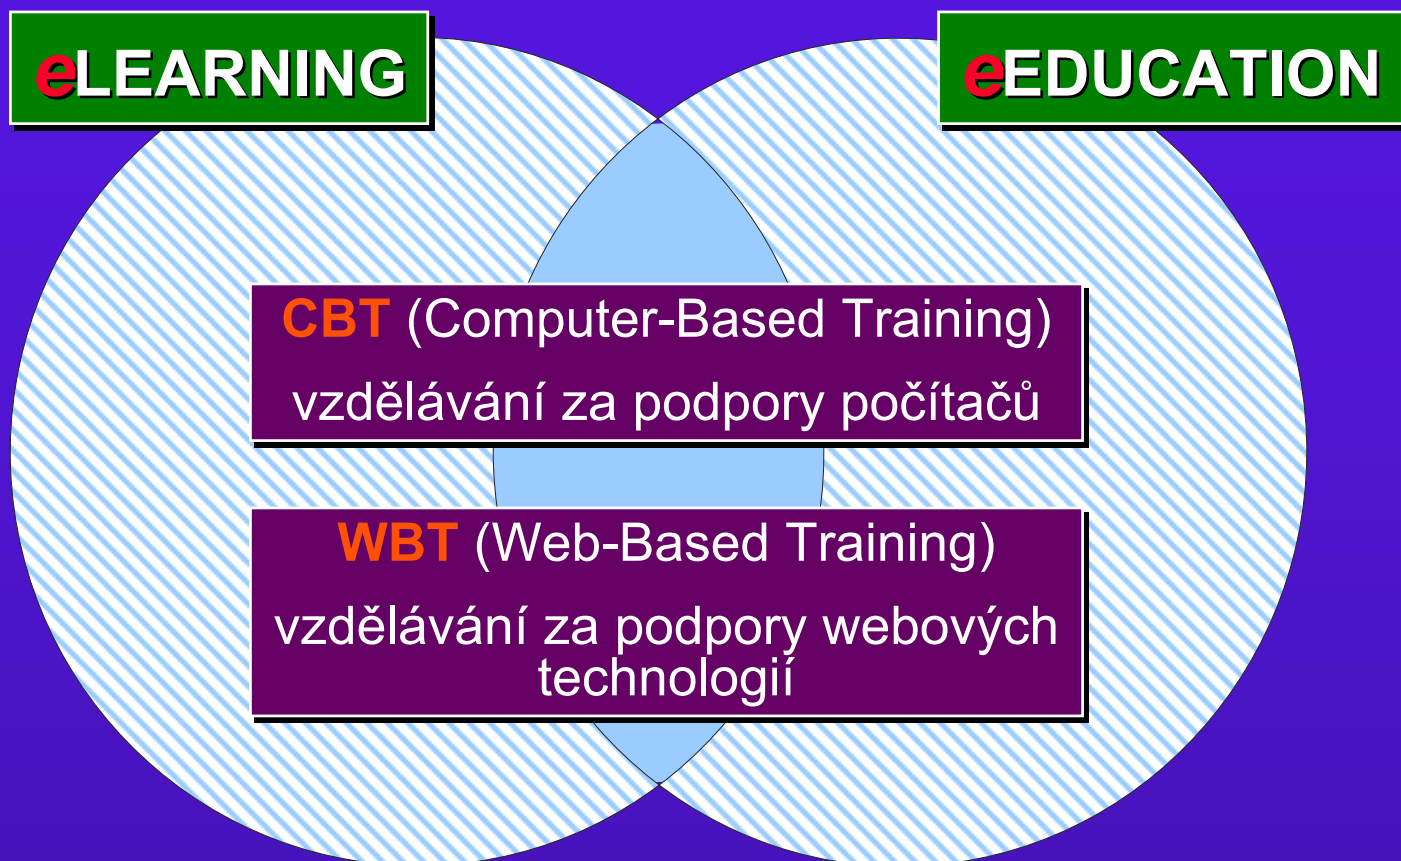 eLEARNING
eEDUCATION
CBT (Computer-Based Training)
vzdělávání za podpory počítačů
WBT (Web-Based Training)
vzdělávání za podpory webových
technologií